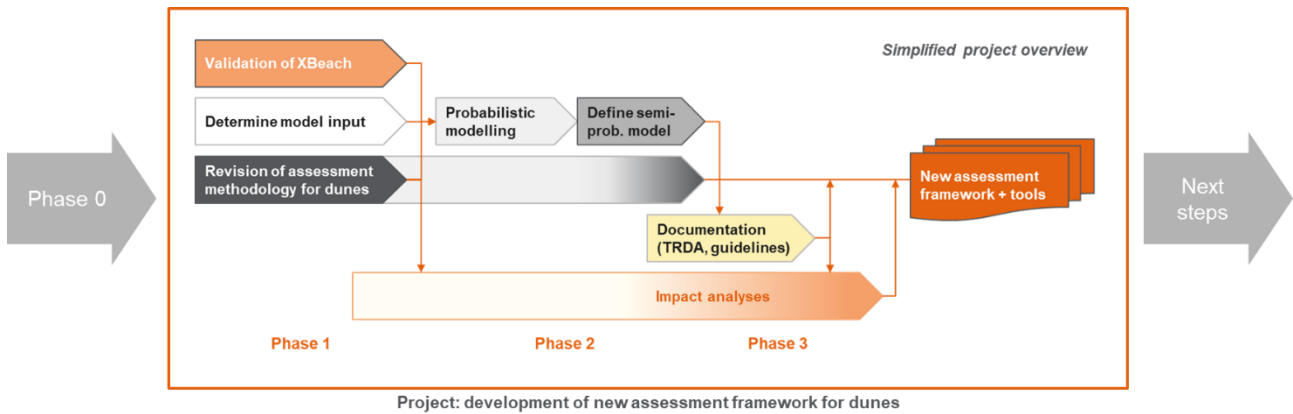 Simplified project overview
Validation of XBeach
Determine model input
Probabilistic
modelling
Define semi-
prob. model
Revision of assessment
methodology for dunes
New assessment
framework + tools
Phase 0
Next
steps
Documentation
(TRDA, guidelines)
Impact analyses
Phase 1
Phase 2
Phase 3
Project: development of new assessment framework for dunes